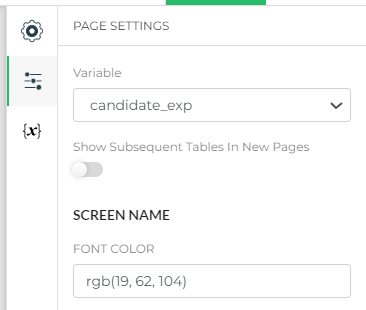 PAGE SETTINGS
Variable
candidate_exp
{x}
Show Subsequent Tables In New Pages
SCREEN NAME
FONT COLOR
rgb(19, 62, 104)